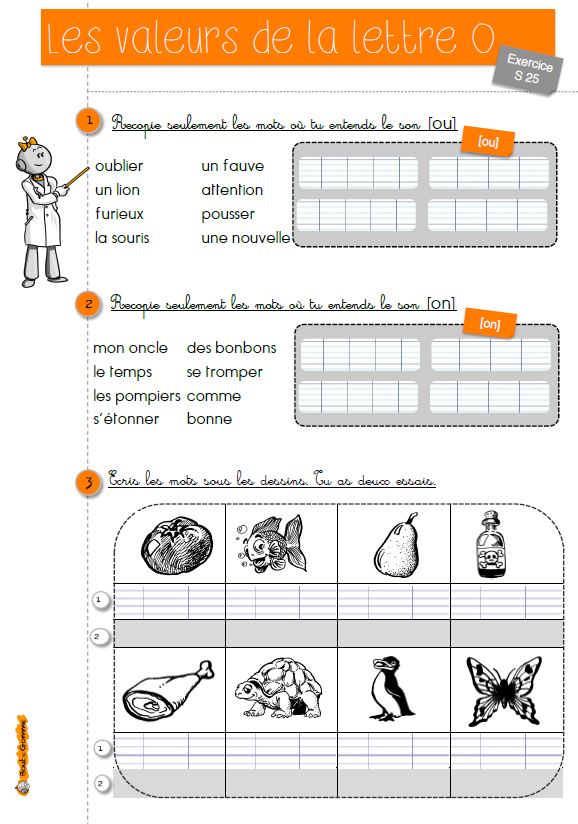 Les valeurs de la lettre O
Exercice
S 25
1 Recopie seulement les mots où tu entends le son [ou]
[ou]
oublier un fauve
un lion attention
furieux pousser
la souris une nouvelle
2 Recopie seulement les mots où tu entends le son [on]
[on]
mon oncle des bonbons
le temps se tromper
les pompiers comme
s'étonner bonne
3 Ecris les mots sous les dessins. Tu as deux essais.
1
2
1
2
Bout de Gomme